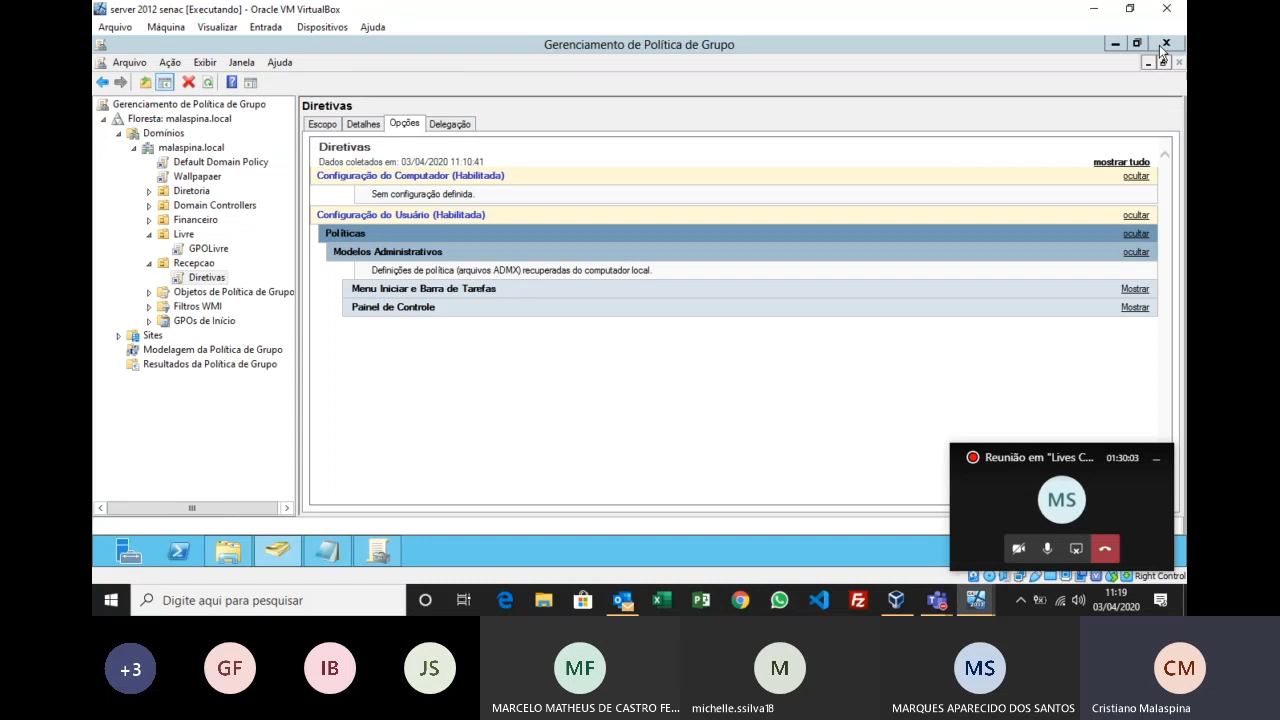 server 2012 senac [Executando] - Oracle VM VirtualBox
Arquivo Máquina Visualizar Entrada Dispositivos Ajuda
Gerenciamento de Política de Grupo
Arquivo Ação Exibir Janela Ajuda
Gerenciamento de Política de Grupo
Floresta: malaspina.local
Domínios
malaspina.local
Default Domain Policy
Wallpapaer
Diretoria
Domain Controllers
Financeiro
Livre
GPOLivre
Recepcao
Diretivas
Objetos de Política de Grupo
Filtros WMI
GPOs de Início
Sites
Modelagem da Política de Grupo
Resultados da Política de Grupo
Diretivas
Escopo Detalhes Opções Delegação
Diretivas
Dados coletados em: 03/04/2020 11:10:41 mostrar tudo
Configuração do Computador (Habilitada) ocultar
Sem configuração definida.
Configuração do Usuário (Habilitada) ocultar
Políticas ocultar
Modelos Administrativos ocultar
Definições de política (arquivos ADMX) recuperadas do computador local.
Menu Iniciar e Barra de Tarefas Mostrar
Painel de Controle Mostrar
Reunião em "Lives C... 01:30:03
MS
Right Control
Digite aqui para pesquisar
11:19
03/04/2020
+3 GF IB JS MF M MS CM
MARCELO MATHEUS DE CASTRO FE... michelle.ssilva18 MARQUES APARECIDO DOS SANTOS Cristiano Malaspina